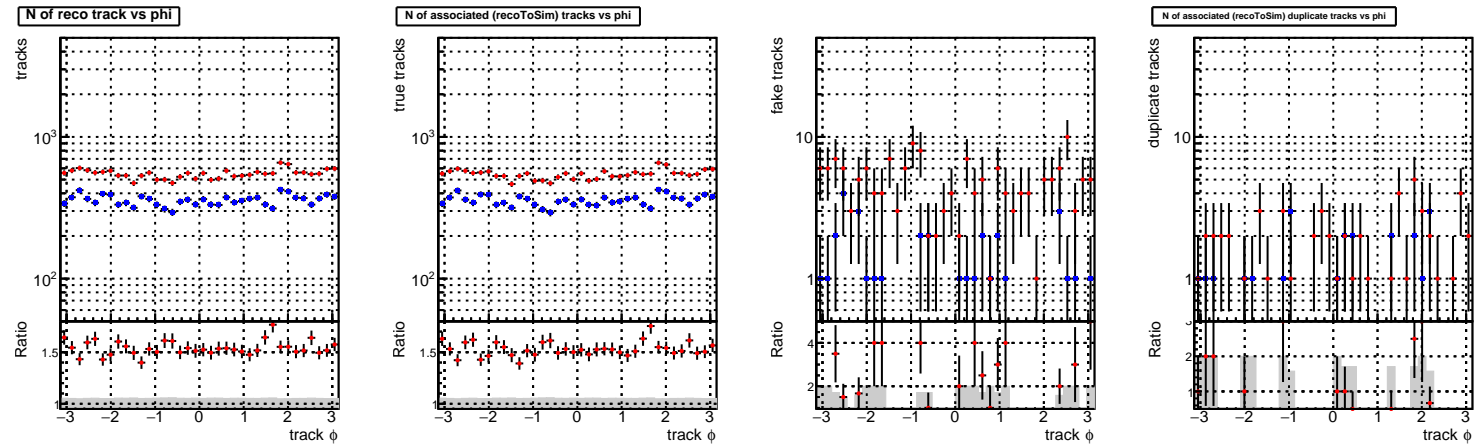 N of reco track vs phi
tracks
10³
10²
Ratio
1.5
1
−3 −2 −1 0 1 2 3
track ϕ
N of associated (recoToSim) tracks vs phi
true tracks
10³
10²
Ratio
1.5
1
−3 −2 −1 0 1 2 3
track ϕ
fake tracks
10
1
Ratio
4
2
−3 −2 −1 0 1 2 3
track ϕ
N of associated (recoToSim) duplicate tracks vs phi
duplicate tracks
10
1
Ratio
3
2
1
−3 −2 −1 0 1 2 3
track ϕ